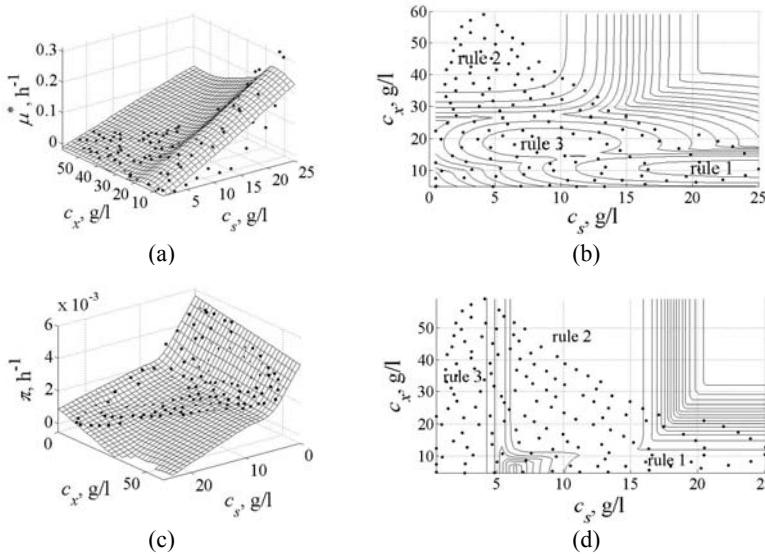 0.3
0.2
0.1
0
μ*, h⁻¹
50
40
30
20
10
c_x, g/l
5
10
15
20
25
c_s, g/l
(a)
60
50
40
30
20
10
c_x, g/l
rule 2
rule 3
rule 1
0
5
10
15
20
25
c_s, g/l
(b)
x 10⁻³
6
4
2
0
π, h⁻¹
50
c_x, g/l
20
10
0
c_s, g/l
(c)
50
40
30
20
10
c_x, g/l
rule 2
rule 3
rule 1
5
10
15
20
25
c_s, g/l
(d)